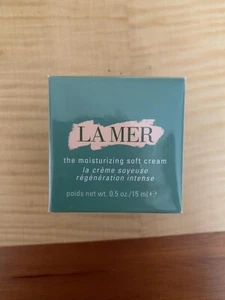 LA MER
the moisturizing soft cream
la crème soyeuse
régénération intense
poids net wt. 0.5 oz/15 ml ℮